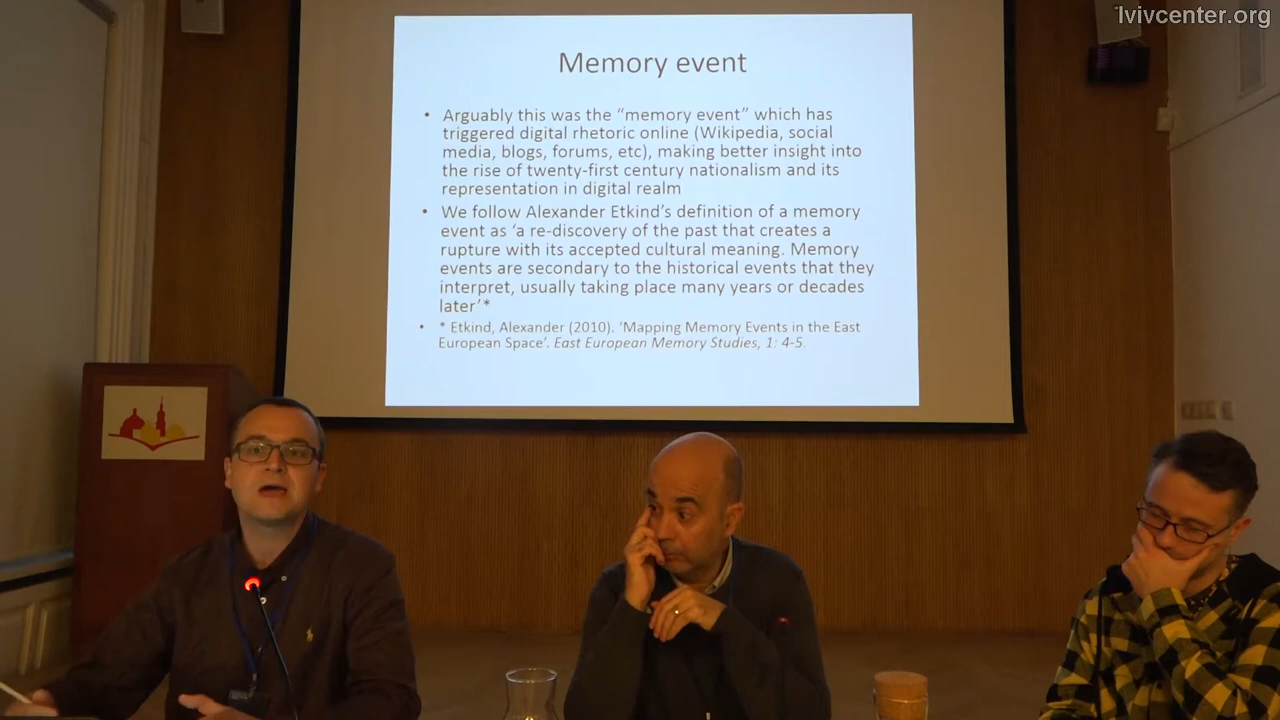 lvivcenter.org
Memory event
• Arguably this was the “memory event” which has
triggered digital rhetoric online (Wikipedia, social
media, blogs, forums, etc), making better insight into
the rise of twenty-first century nationalism and its
representation in digital realm
• We follow Alexander Etkind’s definition of a memory
event as ‘a re-discovery of the past that creates a
rupture with its accepted cultural meaning. Memory
events are secondary to the historical events that they
interpret, usually taking place many years or decades
later’*
• * Etkind, Alexander (2010). ‘Mapping Memory Events in the East
European Space’. East European Memory Studies, 1: 4-5.